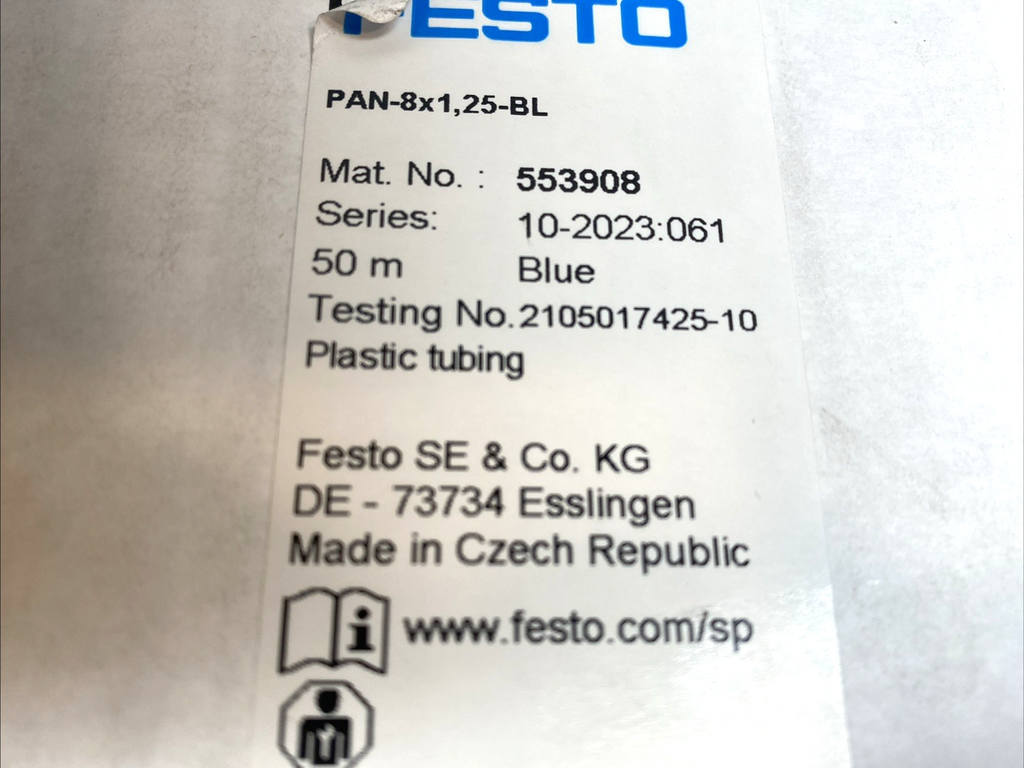 FESTO
PAN-8x1,25-BL
Mat. No. : 553908
Series: 10-2023:061
50 m Blue
Testing No.2105017425-10
Plastic tubing
Festo SE & Co. KG
DE - 73734 Esslingen
Made in Czech Republic
i www.festo.com/sp